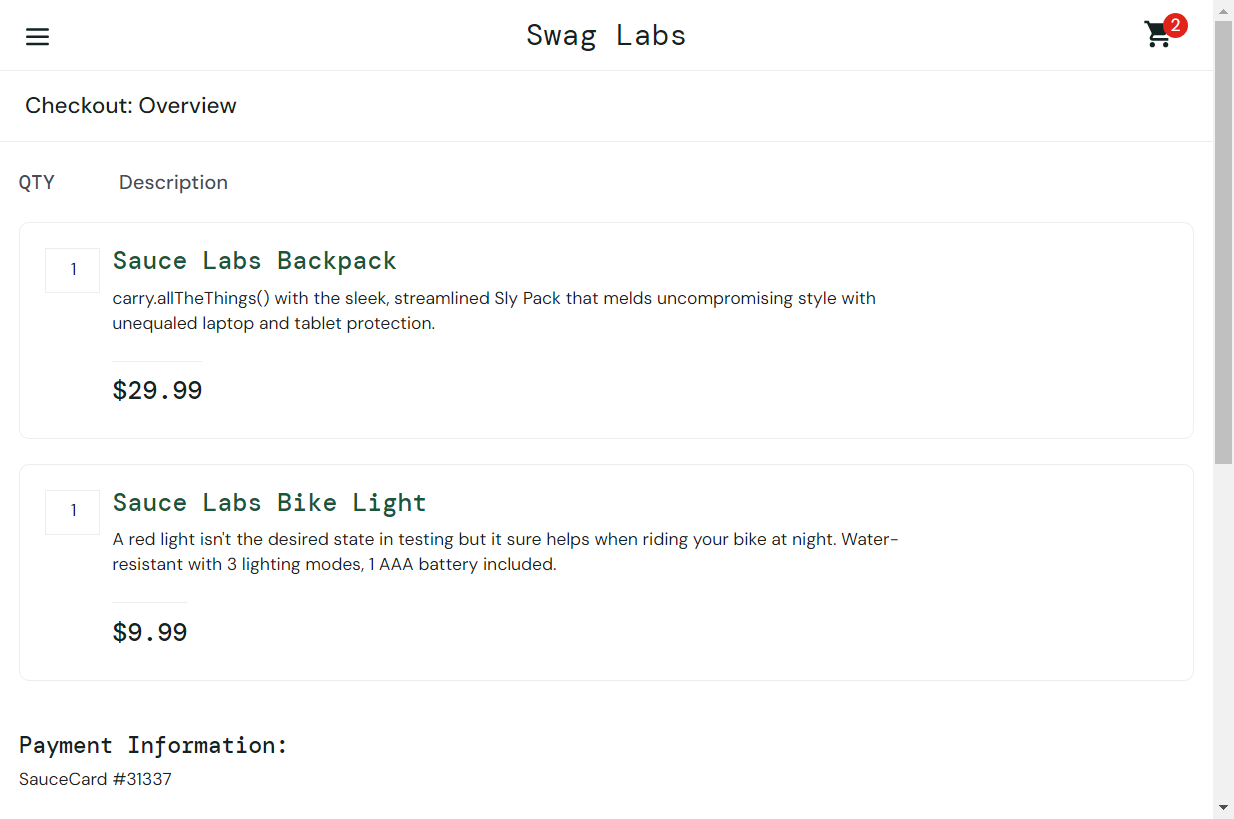 Swag Labs
2
Checkout: Overview
QTY Description
1
Sauce Labs Backpack
carry.allTheThings() with the sleek, streamlined Sly Pack that melds uncompromising style with
unequaled laptop and tablet protection.
$29.99
1
Sauce Labs Bike Light
A red light isn't the desired state in testing but it sure helps when riding your bike at night. Water-
resistant with 3 lighting modes, 1 AAA battery included.
$9.99
Payment Information:
SauceCard #31337